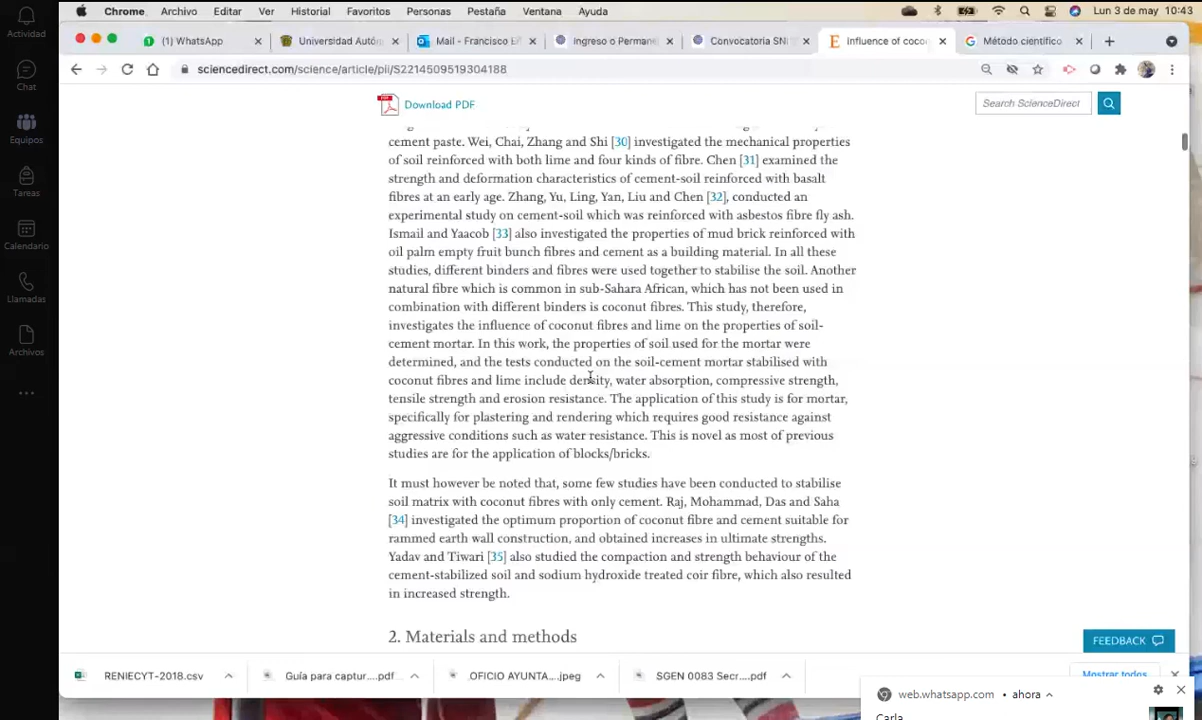 Chrome Archivo Editar Ver Historial Favoritos Personas Pestaña Ventana Ayuda Lun 3 de may 10:43
(1) WhatsApp Universidad Autó Mail - Francisco E Ingreso o Perman Convocatoria SN Influence of coco Método científico
sciencedirect.com/science/article/pii/S2214509519304188
Actividad
Chat
Equipos
Tareas
Calendario
Llamadas
Archivos
Download PDF
Search ScienceDirect
cement paste. Wei, Chai, Zhang and Shi [30] investigated the mechanical properties
of soil reinforced with both lime and four kinds of fibre. Chen [31] examined the
strength and deformation characteristics of cement-soil reinforced with basalt
fibres at an early age. Zhang, Yu, Ling, Yan, Liu and Chen [32], conducted an
experimental study on cement-soil which was reinforced with asbestos fibre fly ash.
Ismail and Yaacob [33] also investigated the properties of mud brick reinforced with
oil palm empty fruit bunch fibres and cement as a building material. In all these
studies, different binders and fibres were used together to stabilise the soil. Another
natural fibre which is common in sub-Sahara African, which has not been used in
combination with different binders is coconut fibres. This study, therefore,
investigates the influence of coconut fibres and lime on the properties of soil-
cement mortar. In this work, the properties of soil used for the mortar were
determined, and the tests conducted on the soil-cement mortar stabilised with
coconut fibres and lime include density, water absorption, compressive strength,
tensile strength and erosion resistance. The application of this study is for mortar,
specifically for plastering and rendering which requires good resistance against
aggressive conditions such as water resistance. This is novel as most of previous
studies are for the application of blocks/bricks.
It must however be noted that, some few studies have been conducted to stabilise
soil matrix with coconut fibres with only cement. Raj, Mohammad, Das and Saha
[34] investigated the optimum proportion of coconut fibre and cement suitable for
rammed earth wall construction, and obtained increases in ultimate strengths.
Yadav and Tiwari [35] also studied the compaction and strength behaviour of the
cement-stabilized soil and sodium hydroxide treated coir fibre, which also resulted
in increased strength.
2. Materials and methods
FEEDBACK
RENIECYT-2018.csv Guía para captur....pdf OFICIO AYUNTA....jpeg SGEN 0083 Secr....pdf Mostrar todos
web.whatsapp.com • ahora
Carla